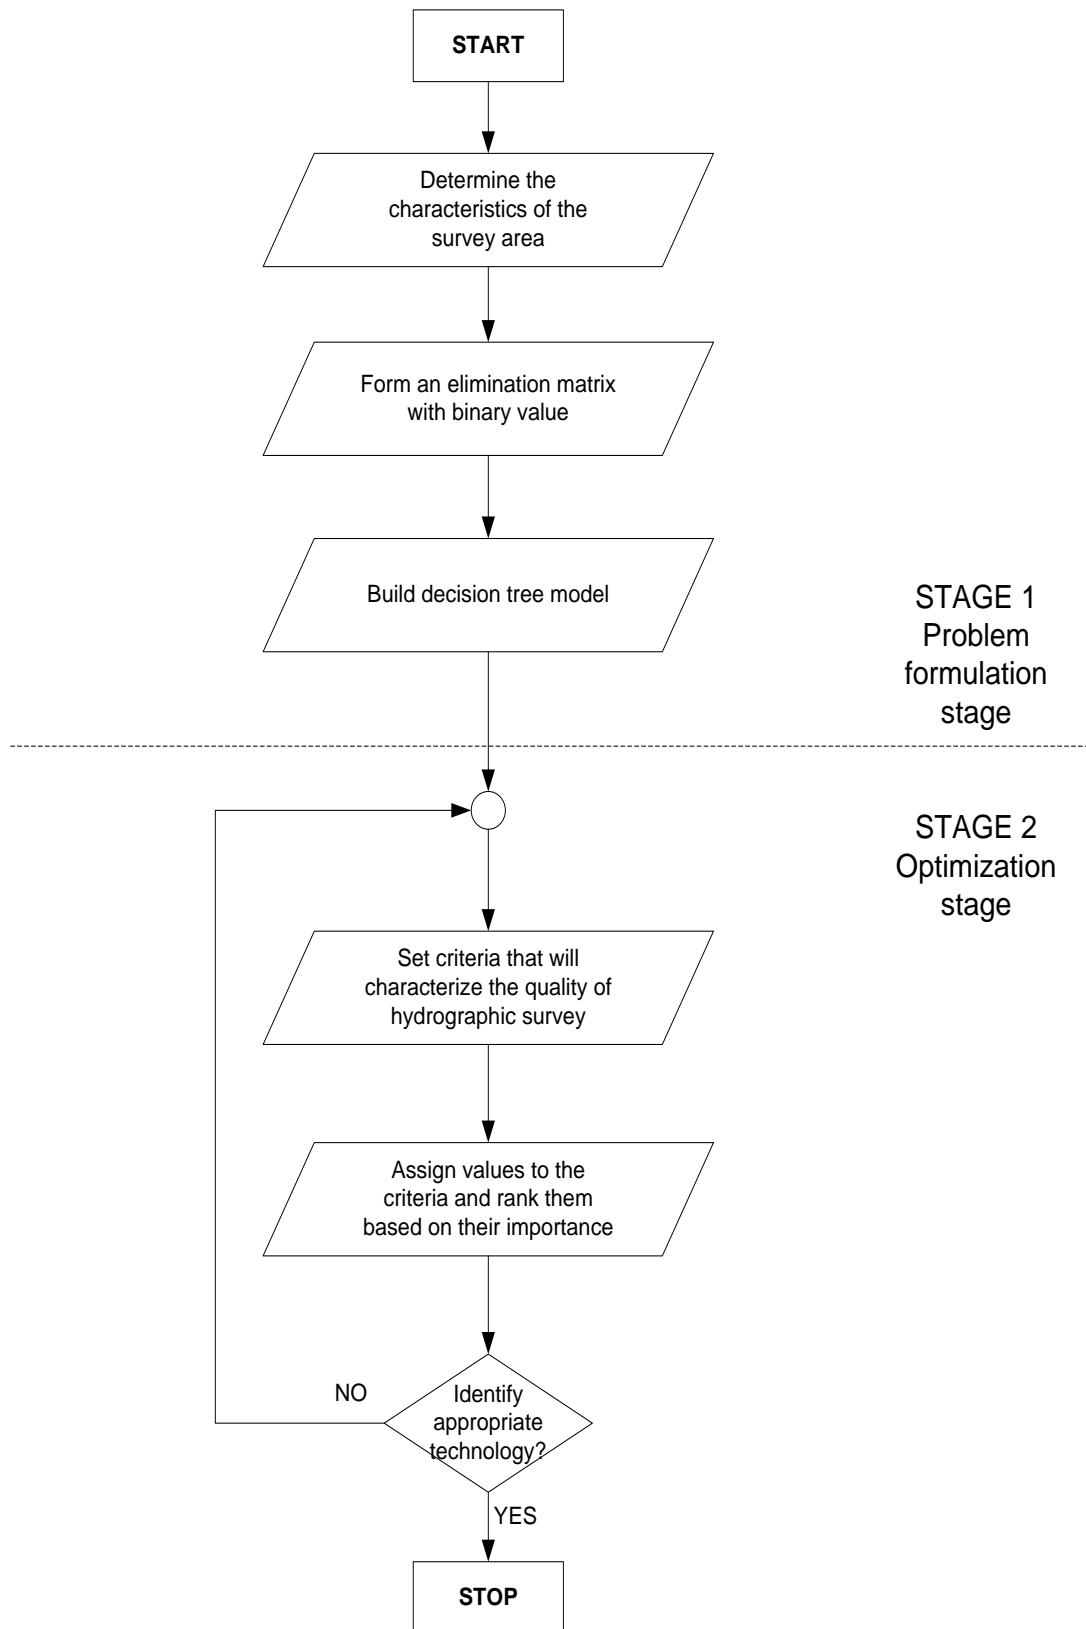 START
Determine the
characteristics of the
survey area
Form an elimination matrix
with binary value
Build decision tree model
STAGE 1
Problem
formulation
stage
STAGE 2
Optimization
stage
Set criteria that will
characterize the quality of
hydrographic survey
Assign values to the
criteria and rank them
based on their importance
NO
Identify
appropriate
technology?
YES
STOP